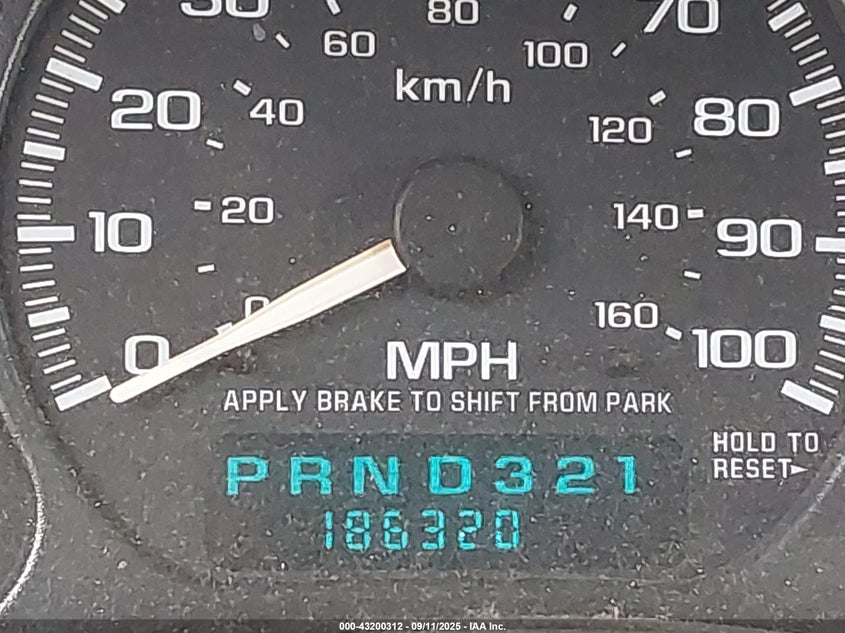 30 80 70
60 100
km/h
20 40 120 80
10 20 140 90
0 0 160 100
MPH
APPLY BRAKE TO SHIFT FROM PARK
HOLD TO
RESET
PRND321
186320
000-43200312 - 09/11/2025 - IAA Inc.